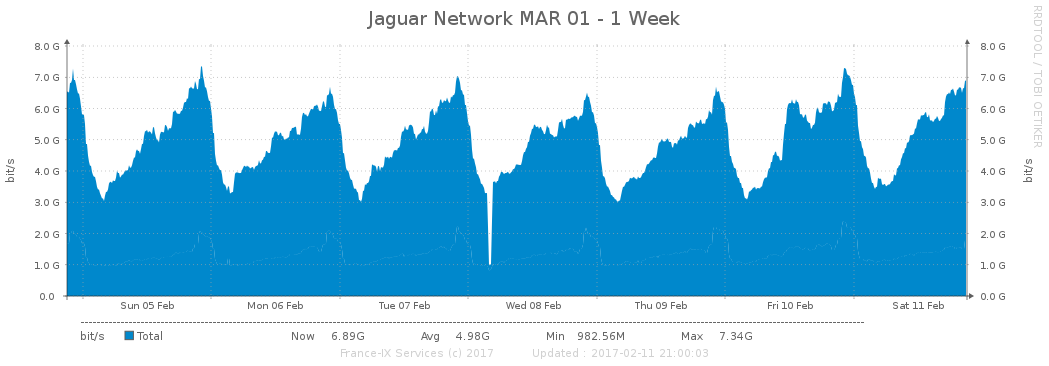 Jaguar Network MAR 01 - 1 Week
RRDTOOL / TOBI OETIKER
bit/s
bit/s
8.0 G 8.0 G
7.0 G 7.0 G
6.0 G 6.0 G
5.0 G 5.0 G
4.0 G 4.0 G
3.0 G 3.0 G
2.0 G 2.0 G
1.0 G 1.0 G
0.0 0.0 G
Sun 05 Feb Mon 06 Feb Tue 07 Feb Wed 08 Feb Thu 09 Feb Fri 10 Feb Sat 11 Feb
bit/s Total Now 6.89G Avg 4.98G Min 982.56M Max 7.34G
France-IX Services (c) 2017 Updated : 2017-02-11 21:00:03